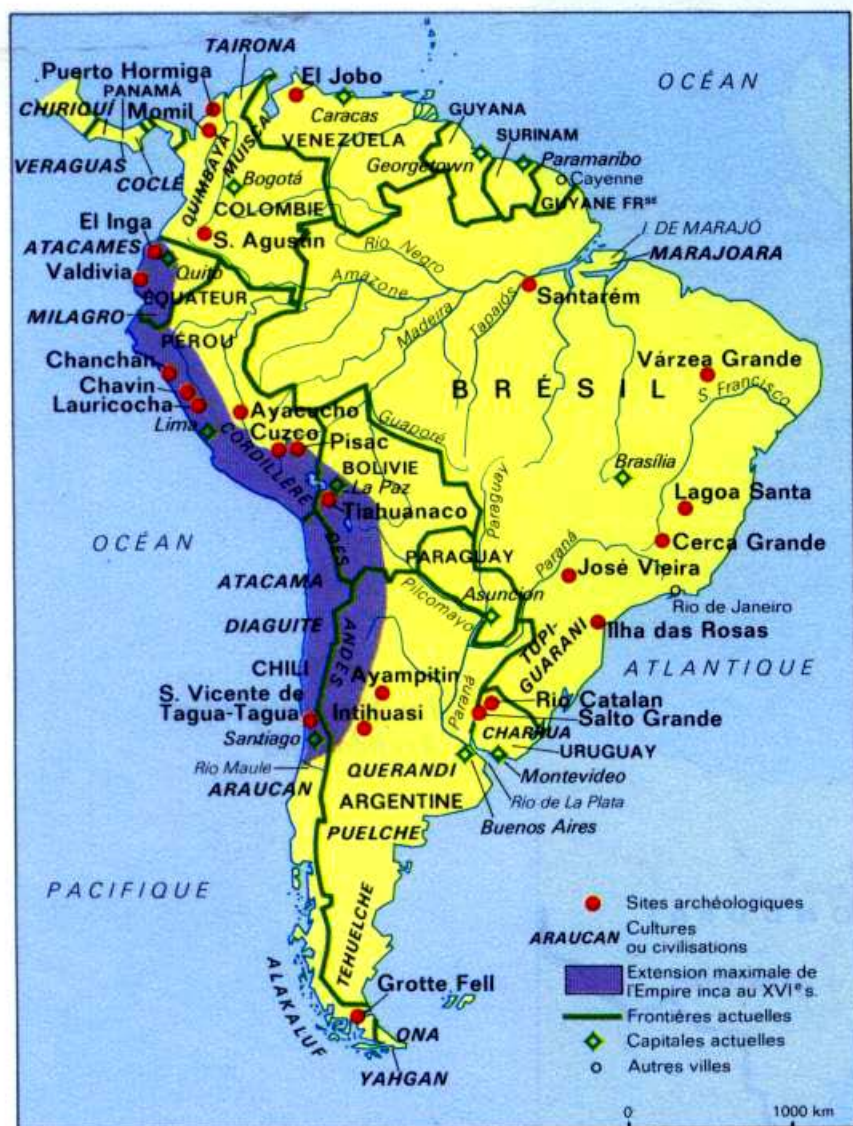 TAIRONA
Puerto Hormiga
El Jobo
OCÉAN
PANAMÁ
CHIRIQUÍ
Momil
Caracas
GUYANA
MUISCA
VENEZUELA
SURINAM
VERAGUAS
QUIMBAYÁ
Georgetown
Paramaribo
COCLÉ
Bogotá
Cayenne
COLOMBIE
GUYANE FRse
El Inga
S. Agustin
Rio Negro
I. DE MARAJÓ
ATACAMES
MARAJOARA
Valdivia
Quito
Amazone
Santarém
ÉQUATEUR
Madeira
Tapajós
MILAGRO
PÉROU
Chanchan
Várzea Grande
Chavin
BRÉSIL
S. Francisco
Lauricocha
Ayacucho
Guaporé
Lima
Cuzco
Pisac
CORDILLÈRE
BOLIVIE
Brasília
La Paz
Paraguay
Lagoa Santa
Tiahuanaco
OCÉAN
DES
PARAGUAY
Paraná
Cerca Grande
José Vieira
ATACAMA
Pilcomayo
Asuncion
Rio de Janeiro
DIAGUITE
ANDES
TUPI-
GUARANI
Ilha das Rosas
CHILI
Ayampitin
ATLANTIQUE
S. Vicente de
Tagua-Tagua
Paraná
Rio Catalan
Intihuasi
Salto Grande
Santiago
CHARRUA
URUGUAY
Rio Maule
QUERANDI
Montevideo
ARAUCAN
ARGENTINE
Rio de La Plata
Buenos Aires
PUELCHE
PACIFIQUE
Sites archéologiques
TEHUELCHE
ARAUCAN Cultures
ou civilisations
ALAKALUF
Extension maximale de
l'Empire inca au XVIe s.
Grotte Fell
Frontières actuelles
ONA
Capitales actuelles
YAHGAN
Autres villes
0 1000 km